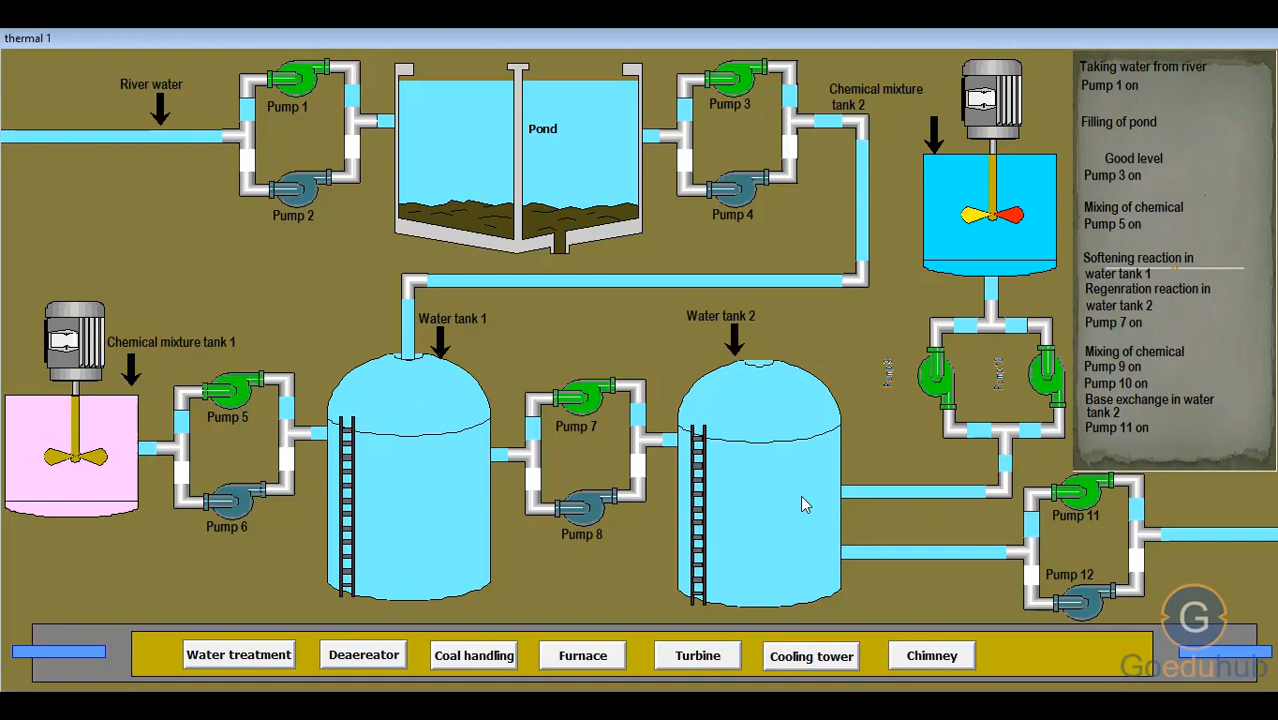 thermal 1
River water
Pump 1
Pump 2
Pond
Pump 3
Pump 4
Chemical mixture
tank 2
Taking water from river
Pump 1 on
Filling of pond
Good level
Pump 3 on
Mixing of chemical
Pump 5 on
Softening reaction in
water tank 1
Regenration reaction in
water tank 2
Pump 7 on
Mixing of chemical
Pump 9 on
Pump 10 on
Base exchange in water
tank 2
Pump 11 on
Chemical mixture tank 1
Pump 5
Pump 6
Water tank 1
Pump 7
Pump 8
Water tank 2
Pump 11
Pump 12
Water treatment
Deaereator
Coal handling
Furnace
Turbine
Cooling tower
Chimney
G
Goeduhub